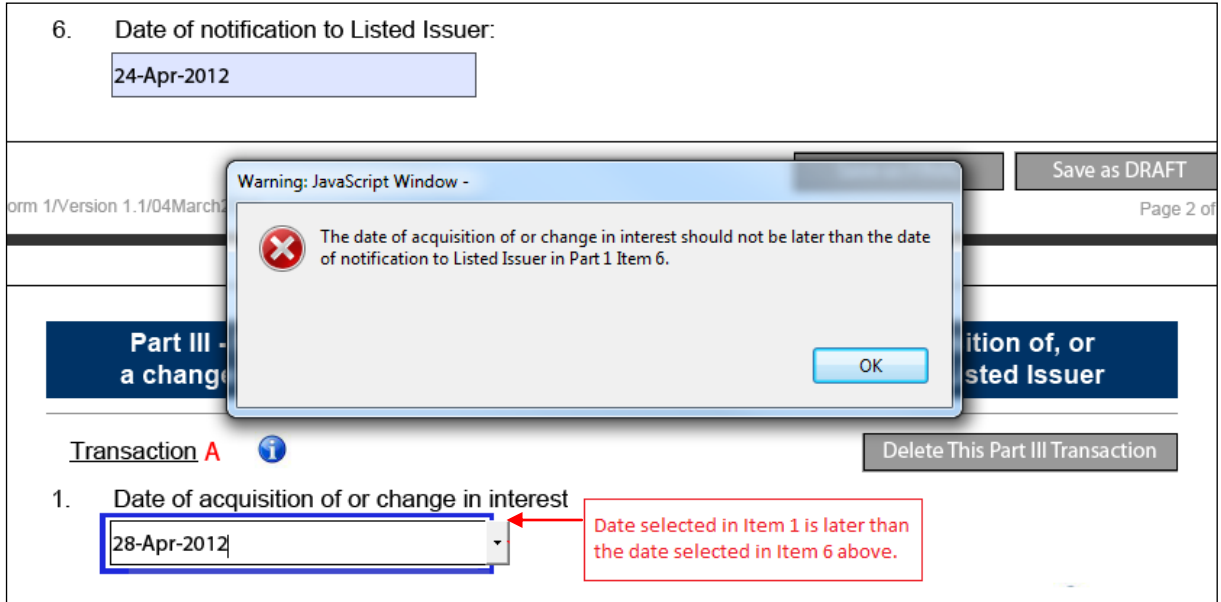 6. Date of notification to Listed Issuer:
24-Apr-2012
Save as DRAFT
Warning: JavaScript Window -
orm 1/Version 1.1/04March2
Page 2 of
The date of acquisition of or change in interest should not be later than the date
of notification to Listed Issuer in Part 1 Item 6.
OK
Part III - ition of, or
a change sted Issuer
Transaction A
Delete This Part III Transaction
1. Date of acquisition of or change in interest
28-Apr-2012
Date selected in Item 1 is later than
the date selected in Item 6 above.